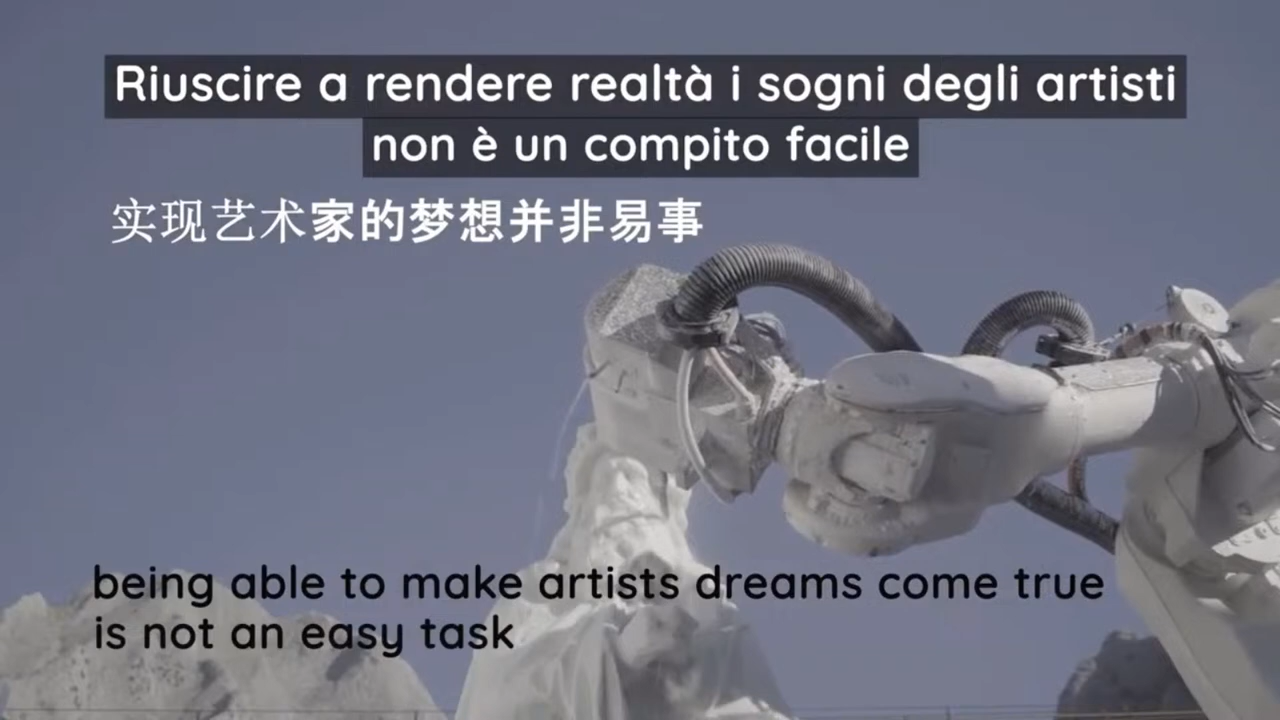 Riuscire a rendere realtà i sogni degli artisti
non è un compito facile
实现艺术家的梦想并非易事
being able to make artists dreams come true
is not an easy task